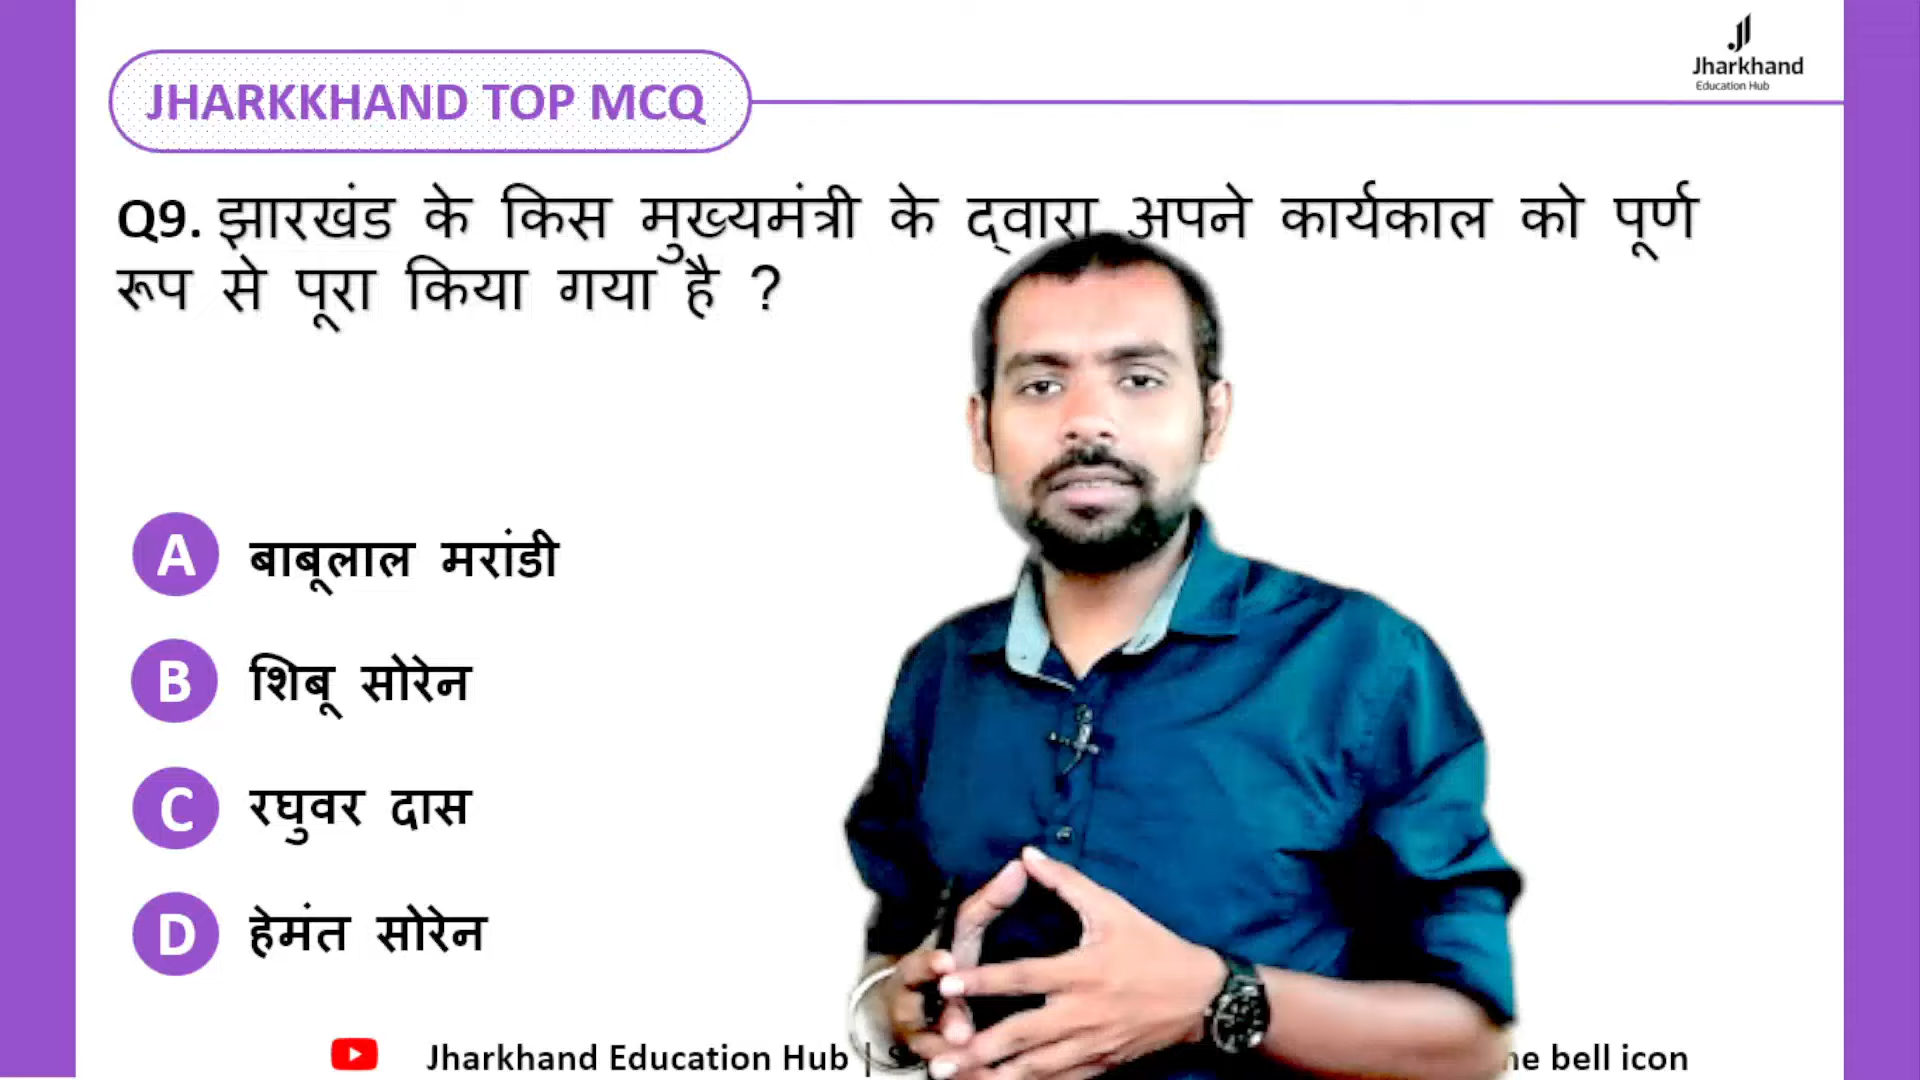 Jharkhand
Education Hub
JHARKKHAND TOP MCQ
Q9. झारखंड के किस मुख्यमंत्री के द्वारा अपने कार्यकाल को पूर्ण
रूप से पूरा किया गया है ?
A बाबूलाल मरांडी
B शिबू सोरेन
C रघुवर दास
D हेमंत सोरेन
Jharkhand Education Hub | bell icon